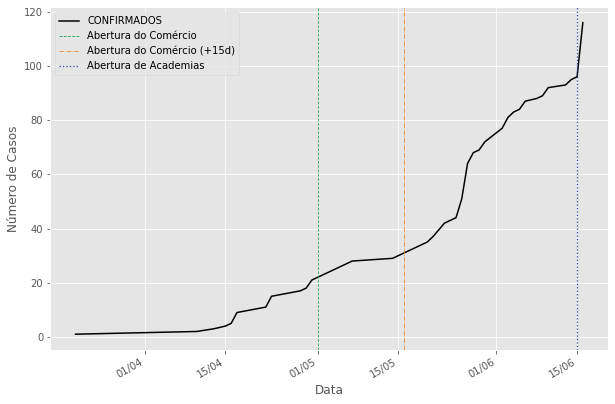 CONFIRMADOS
Abertura do Comércio
Abertura do Comércio (+15d)
Abertura de Academias
120
100
80
60
40
20
0
Número de Casos
01/04
15/04
01/05
15/05
01/06
15/06
Data